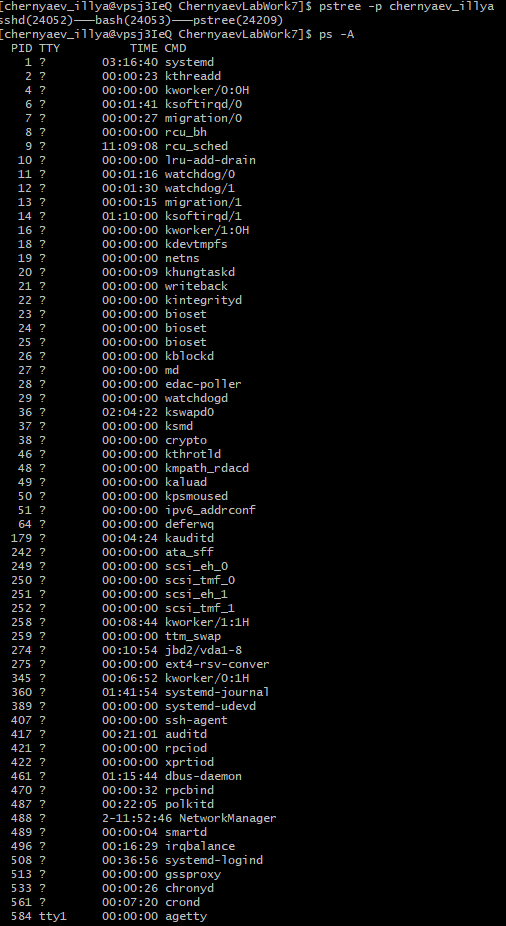 [chernyaev_illya@vpsj3IeQ ChernyaevLabWork7]$ pstree -p chernyaev_illya
sshd(24052)───bash(24053)───pstree(24209)
[chernyaev_illya@vpsj3IeQ ChernyaevLabWork7]$ ps -A
  PID TTY          TIME CMD
    1 ?        03:16:40 systemd
    2 ?        00:00:23 kthreadd
    4 ?        00:00:00 kworker/0:0H
    6 ?        00:01:41 ksoftirqd/0
    7 ?        00:00:27 migration/0
    8 ?        00:00:00 rcu_bh
    9 ?        11:09:08 rcu_sched
   10 ?        00:00:00 lru-add-drain
   11 ?        00:01:16 watchdog/0
   12 ?        00:01:30 watchdog/1
   13 ?        00:00:15 migration/1
   14 ?        01:10:00 ksoftirqd/1
   16 ?        00:00:00 kworker/1:0H
   18 ?        00:00:00 kdevtmpfs
   19 ?        00:00:00 netns
   20 ?        00:00:09 khungtaskd
   21 ?        00:00:00 writeback
   22 ?        00:00:00 kintegrityd
   23 ?        00:00:00 bioset
   24 ?        00:00:00 bioset
   25 ?        00:00:00 bioset
   26 ?        00:00:00 kblockd
   27 ?        00:00:00 md
   28 ?        00:00:00 edac-poller
   29 ?        00:00:00 watchdogd
   36 ?        02:04:22 kswapd0
   37 ?        00:00:00 ksmd
   38 ?        00:00:00 crypto
   46 ?        00:00:00 kthrotld
   48 ?        00:00:00 kmpath_rdacd
   49 ?        00:00:00 kaluad
   50 ?        00:00:00 kpsmoused
   51 ?        00:00:00 ipv6_addrconf
   64 ?        00:00:00 deferwq
  179 ?        00:04:24 kauditd
  242 ?        00:00:00 ata_sff
  249 ?        00:00:00 scsi_eh_0
  250 ?        00:00:00 scsi_tmf_0
  251 ?        00:00:00 scsi_eh_1
  252 ?        00:00:00 scsi_tmf_1
  258 ?        00:08:44 kworker/1:1H
  259 ?        00:00:00 ttm_swap
  274 ?        00:10:54 jbd2/vda1-8
  275 ?        00:00:00 ext4-rsv-conver
  345 ?        00:06:52 kworker/0:1H
  360 ?        01:41:54 systemd-journal
  389 ?        00:00:00 systemd-udevd
  407 ?        00:00:00 ssh-agent
  417 ?        00:21:01 auditd
  421 ?        00:00:00 rpciod
  422 ?        00:00:00 xprtiod
  461 ?        01:15:44 dbus-daemon
  470 ?        00:00:32 rpcbind
  487 ?        00:22:05 polkitd
  488 ?        2-11:52:46 NetworkManager
  489 ?        00:00:04 smartd
  496 ?        00:16:29 irqbalance
  508 ?        00:36:56 systemd-logind
  513 ?        00:00:00 gssproxy
  533 ?        00:00:26 chronyd
  561 ?        00:07:20 crond
  584 tty1     00:00:00 agetty